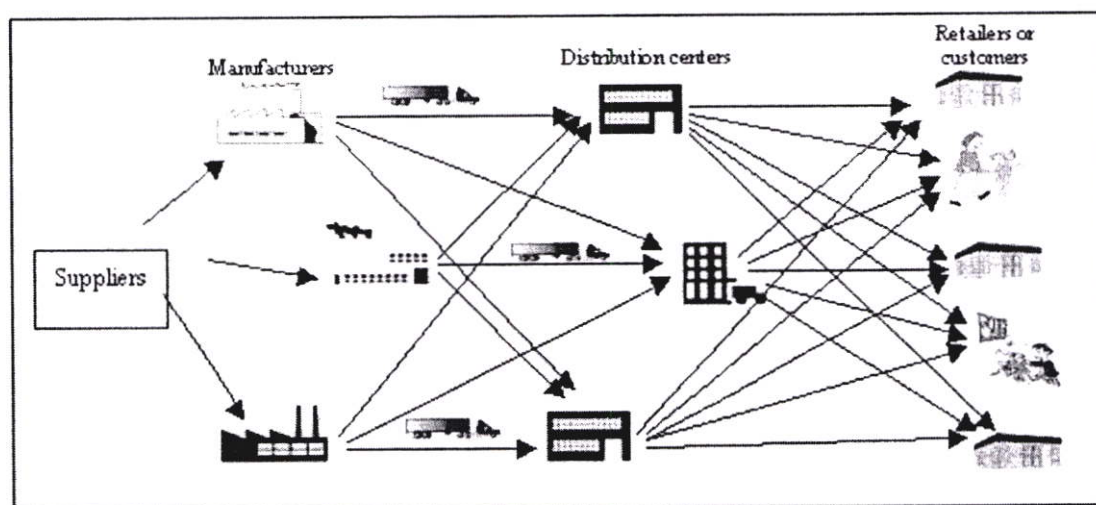 Manufacturers
Distribution centers
Retailers or
customers
Suppliers